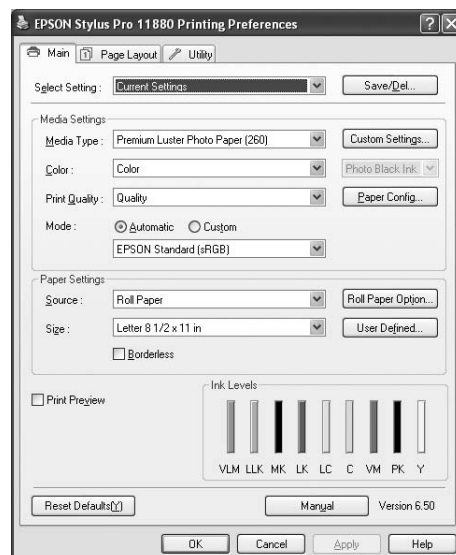 EPSON Stylus Pro 11880 Printing Preferences
Main Page Layout Utility
Select Setting : Current Settings Save/Del...
Media Settings
Media Type : Premium Luster Photo Paper (260) Custom Settings...
Color : Color Photo Black Ink
Print Quality : Quality Paper Config...
Mode : Automatic Custom
EPSON Standard (sRGB)
Paper Settings
Source : Roll Paper Roll Paper Option...
Size : Letter 8 1/2 x 11 in User Defined...
Borderless
Print Preview
Ink Levels
VLM LLK MK LK LC C VM PK Y
Reset Defaults(Y) Manual Version 6.50
OK Cancel Apply Help